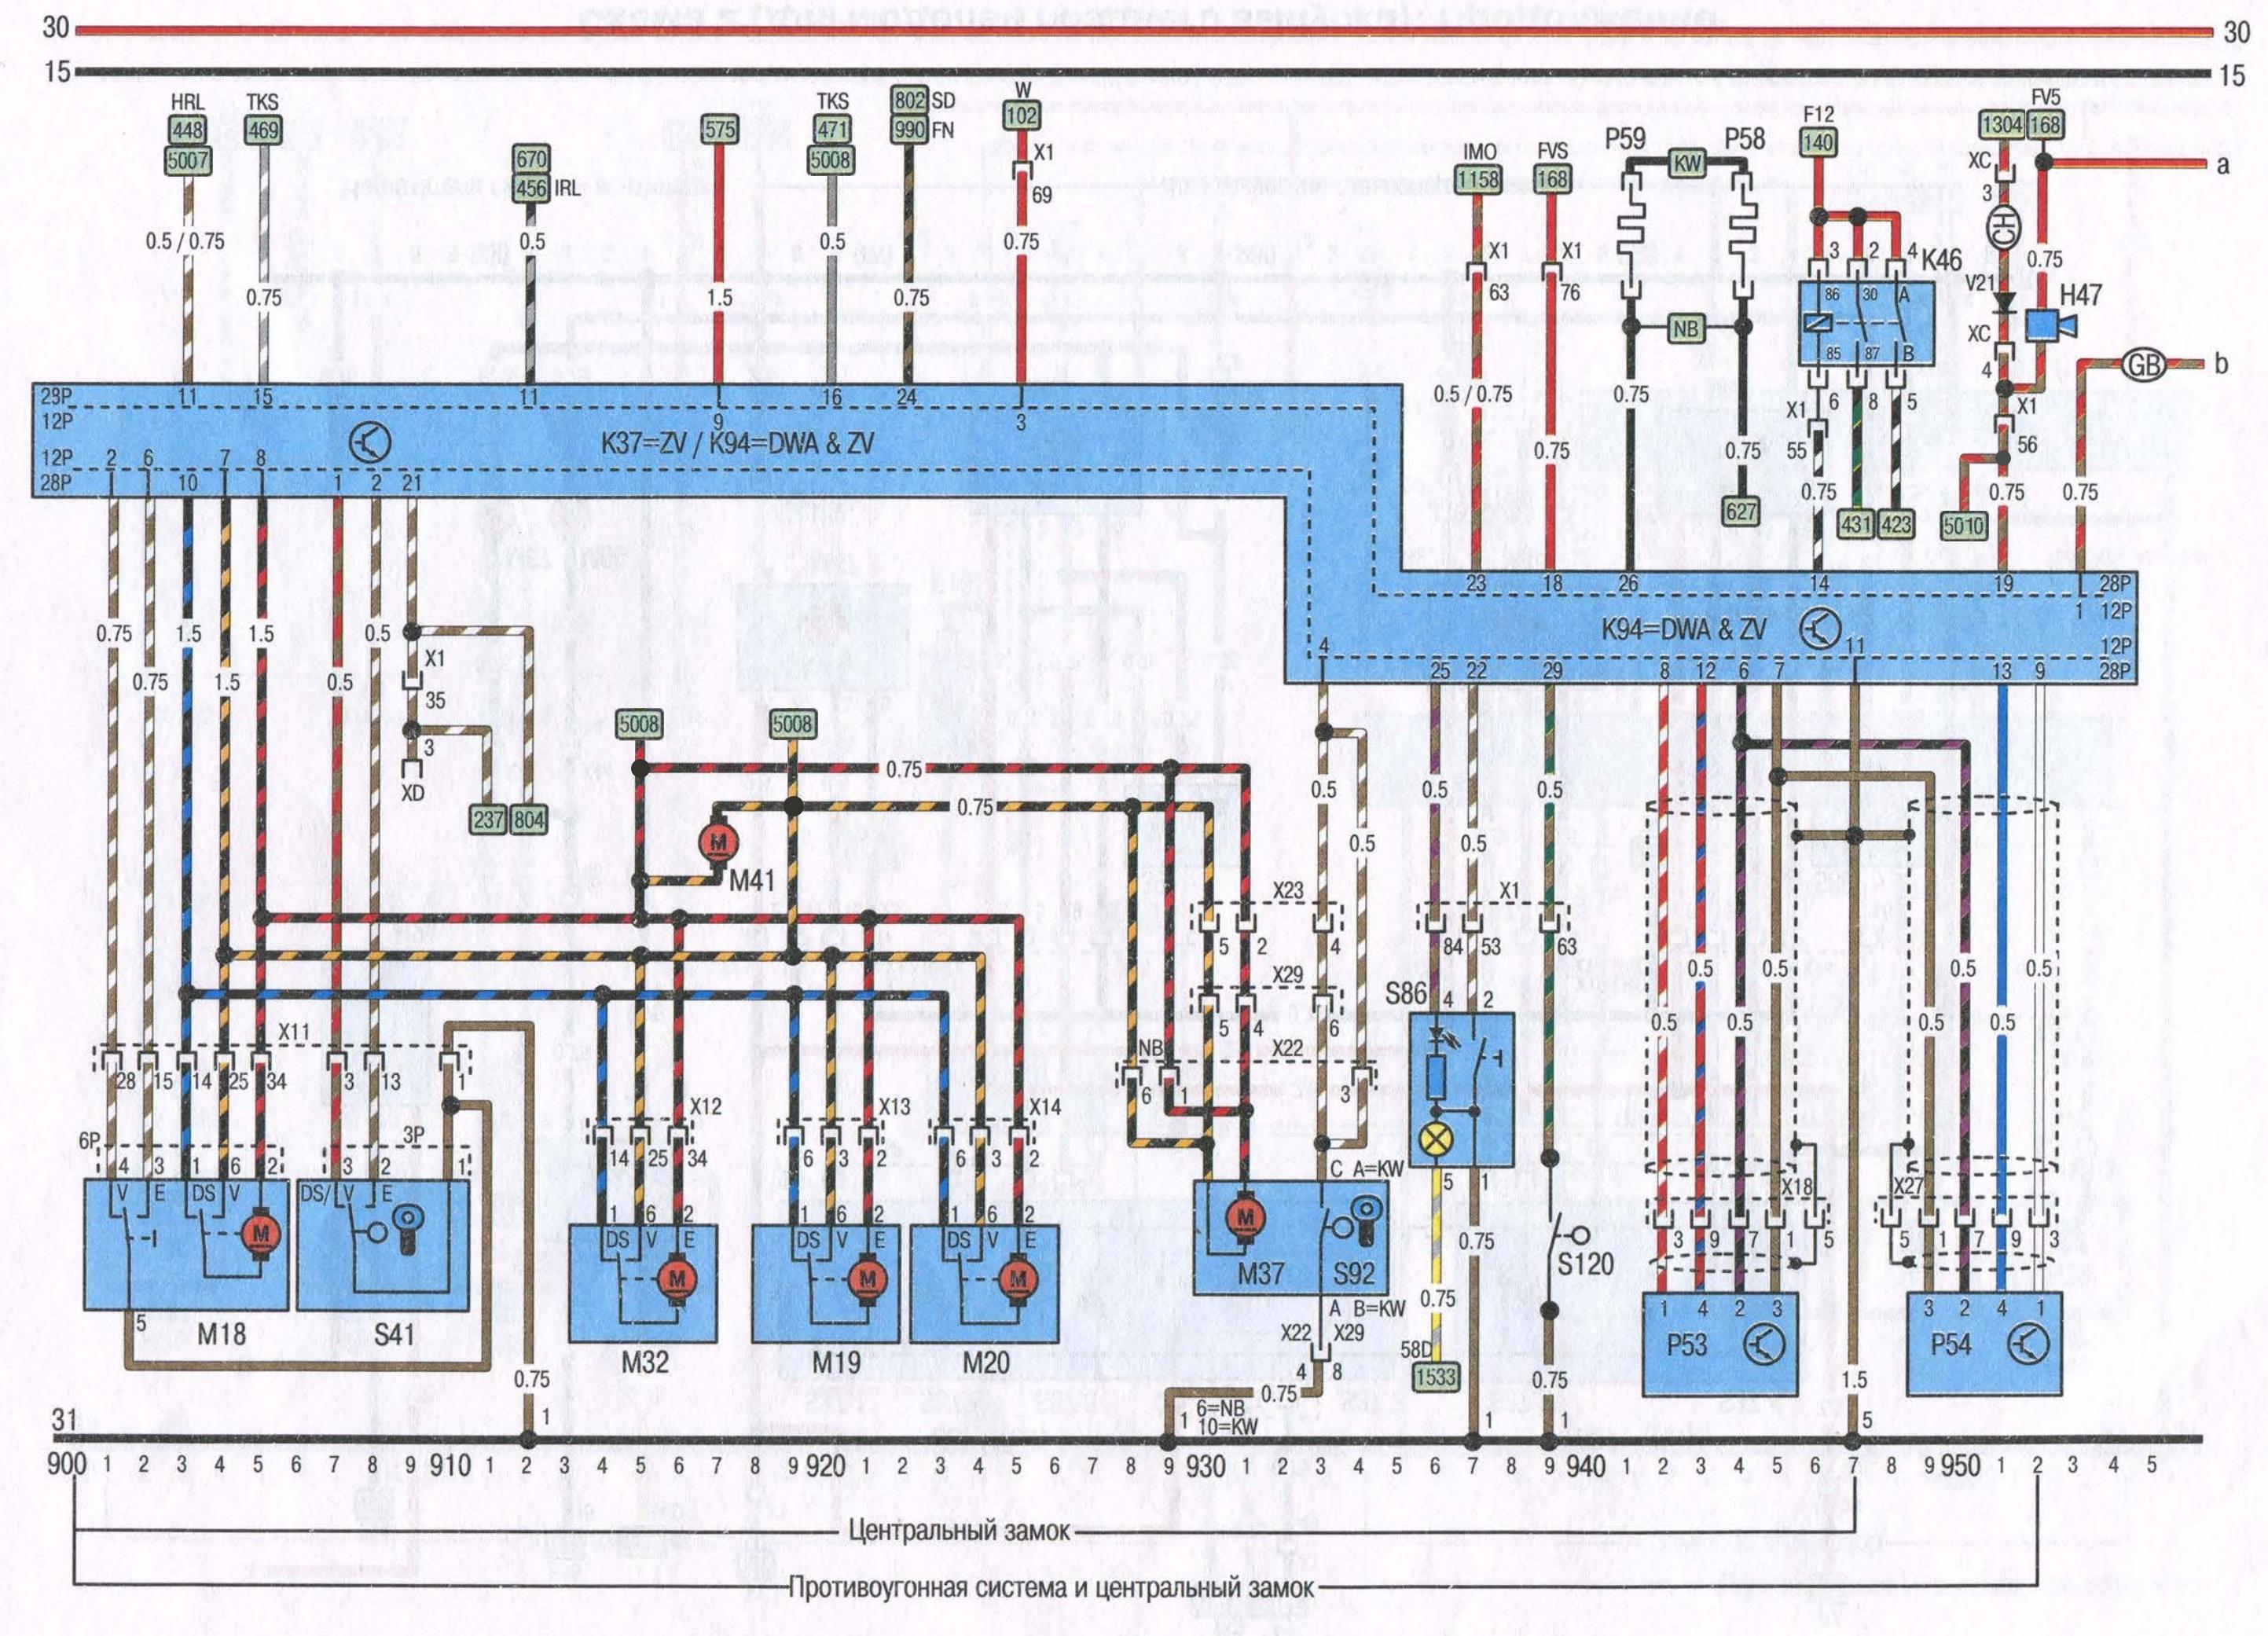 30 30
15 15
HRL TKS TKS 802 SD W FV5
448 469 575 471 990 FN 102 1304 168
5007 670 5008 X1 P59 KW P58 F12 140 XC a
456 IRL 69 IMO FVS 3
1158 168
0.5 / 0.75 0.5 0.5 0.75 X1 X1 3 2 4 K46 CH 0.75
0.75 1.5 0.75 63 76 86 30 A V21 H47
NB XC
85 87 B 4 GB b
11 15 11 9 16 24 3 0.5 / 0.75 0.75 X1 6 8 5 X1
29P
12P
K37=ZV / K94=DWA & ZV
12P 2 6 7 8
28P 1 3 10 4 5 1 2 21
0.75 0.75 55 56
0.75 0.75 0.75
627 431 423 5010
23 18 26 14 19 28P
1 12P
K94=DWA & ZV
4 11 12P
25 22 29 8 12 6 7 13 9 28P
0.75 1.5 1.5 0.5 X1
0.75 1.5 0.5 35
3
XD
237 804
5008 5008
0.75
0.75
M
M41
0.5 0.5 0.5
0.5 0.5
X23 X1
5 2 4 84 53 63
X29
5 4 6
NB X22
6 1 3
0.5 0.5 0.5 0.5
0.5 0.5 0.5 0.5
S86 4 2
X11
28 15 14 25 34 3 13 1
X12 X13 X14
14 25 34 6 3 2 6 3 2
6P 3P
4 3 1 6 2 3 2 1
V E DS V DS/ V E
M
1 6 2 1 6 2 1 6 2
DS V E DS V E DS V E
M M M
C A=KW
M
M37 S92
A B=KW
X22 X29
4 8
5 1
0.75 0.75
58D
1533
S120
0.75
X18 X27
3 9 7 1 5 5 1 7 9 3
1 4 2 3 3 2 4 1
P53 P54
5
M18 S41 M32 M19 M20
0.75 0.75 1.5
31 1 1 6=NB
10=KW 1 1 5
900 1 2 3 4 5 6 7 8 9 910 1 2 3 4 5 6 7 8 9 920 1 2 3 4 5 6 7 8 9 930 1 2 3 4 5 6 7 8 9 940 1 2 3 4 5 6 7 8 9 950 1 2 3 4 5
Центральный замок
Противоугонная система и центральный замок